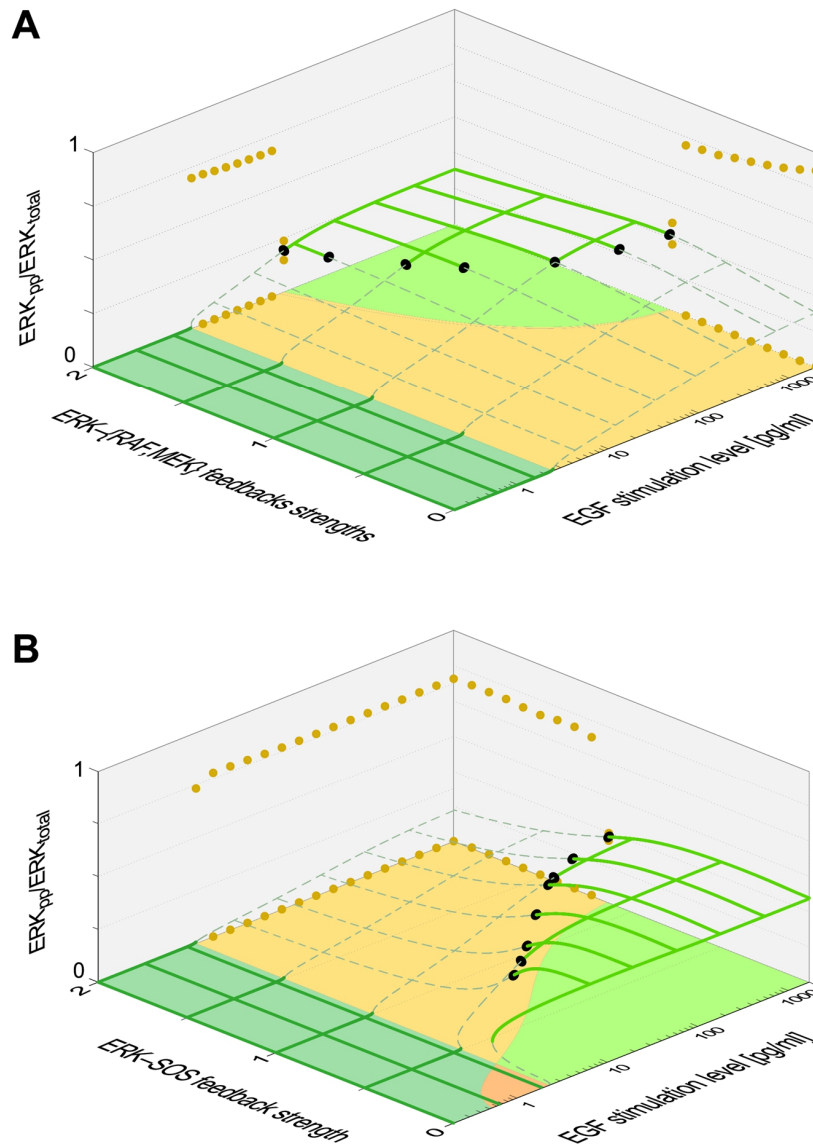 A
1
0
ERKpp/ERKtotal
2
1
0
ERK–{RAF,MEK} feedbacks strengths
1
10
100
1000
EGF stimulation level [pg/ml]
B
1
0
ERKpp/ERKtotal
2
1
0
ERK–SOS feedback strength
1
10
100
1000
EGF stimulation level [pg/ml]